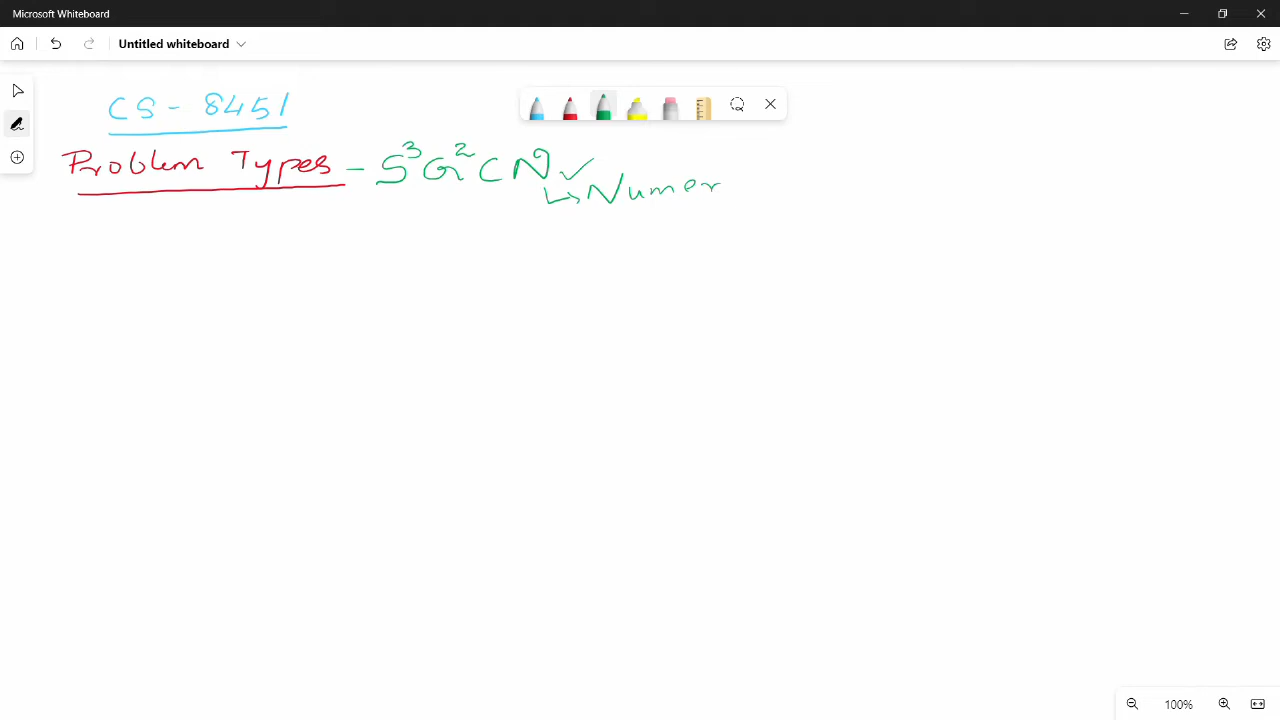 Microsoft Whiteboard
Untitled whiteboard
CS - 8451
Problem Types - S³G²CN ✓
↳ Numer
100%